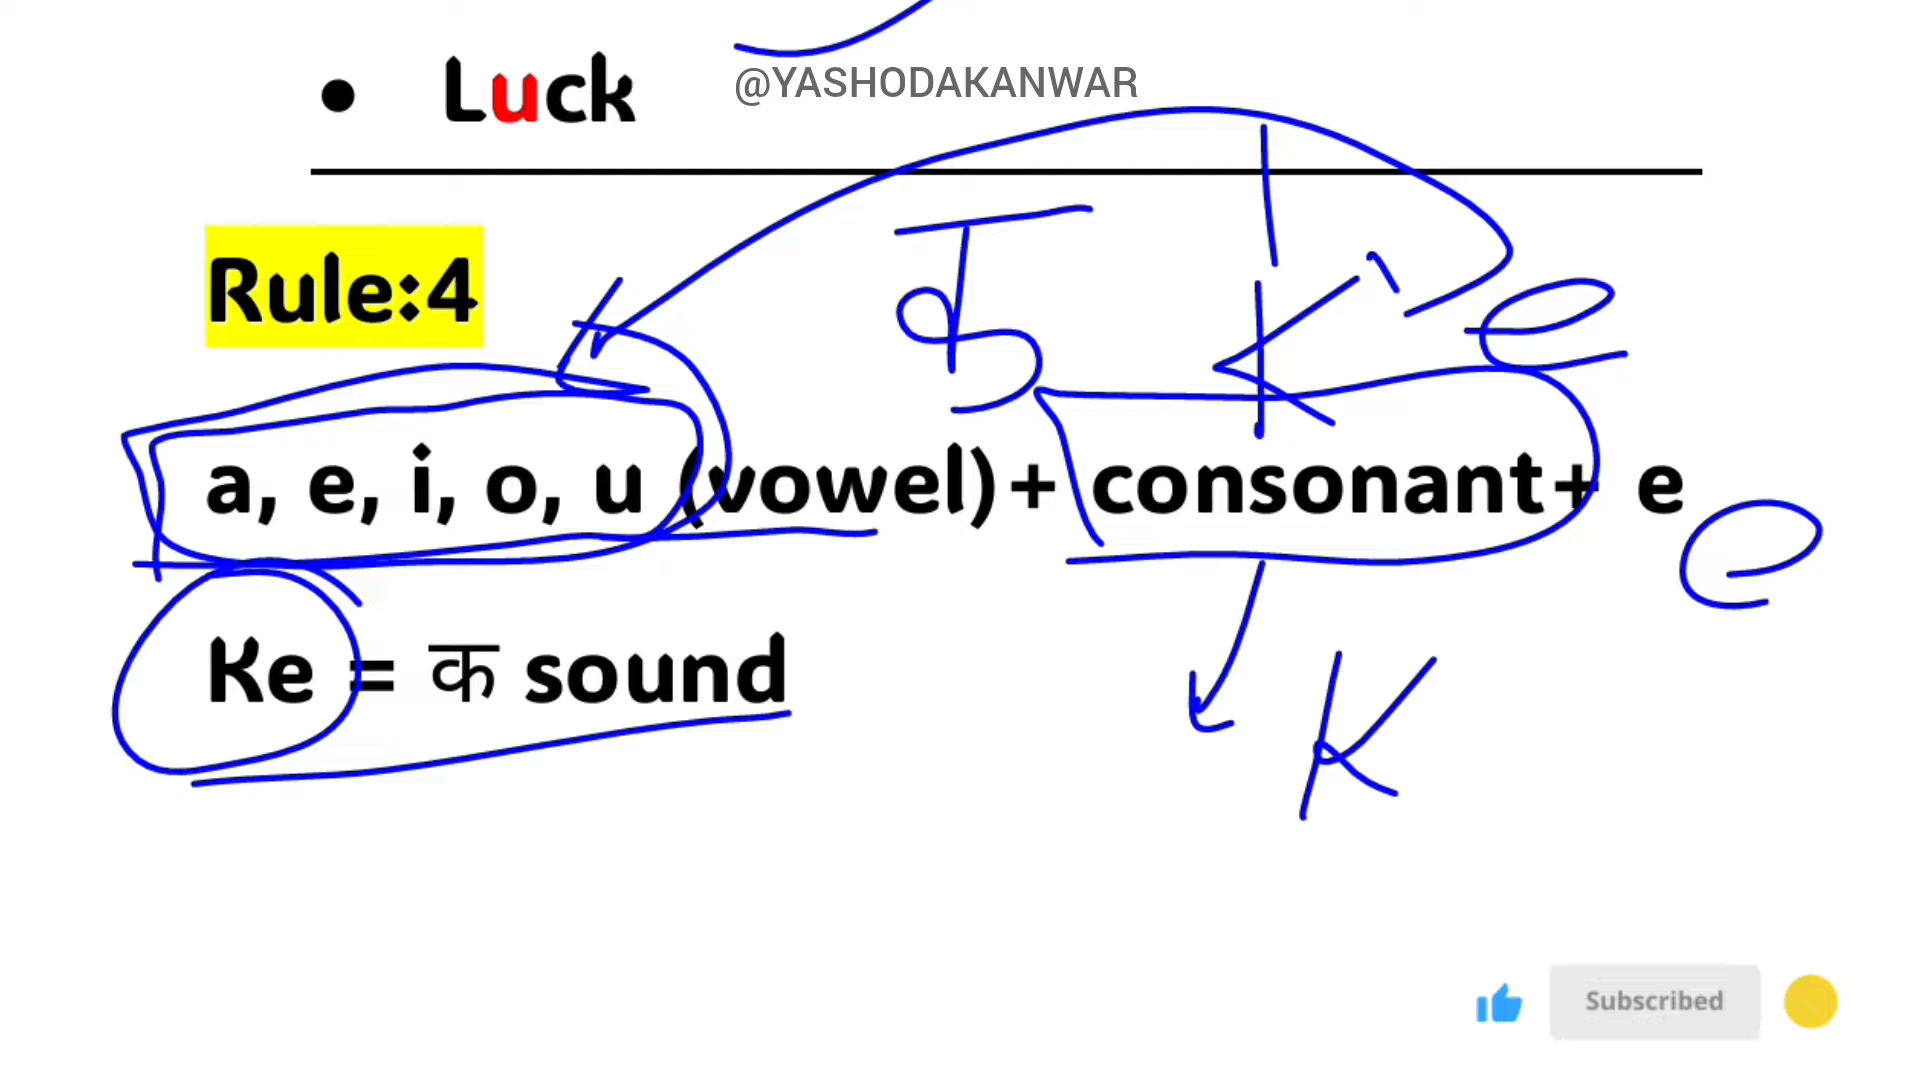 • Luck
@YASHODAKANWAR
Rule:4
क K e
a, e, i, o, u (vowel)+ consonant+ e
e
Ke = क sound
K
Subscribed